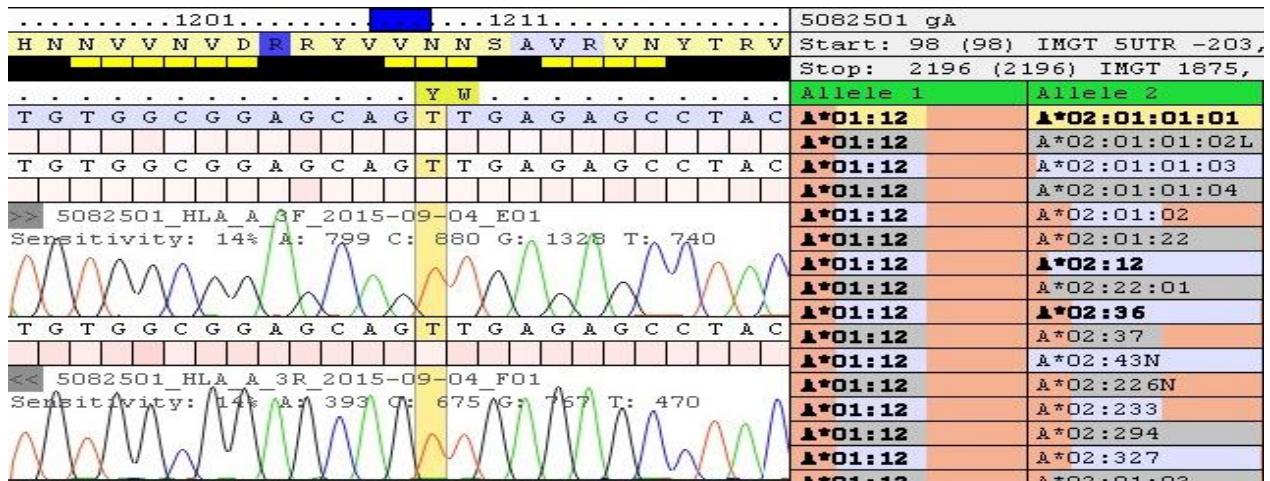 ..........1201..................1211...............
5082501 gA
H N N V V N V D R R Y V V N N S A V R V N Y T R V
Start: 98 (98) IMGT 5UTR -203,
Stop: 2196 (2196) IMGT 1875,
. . . . . . . . . . . . . Y W . . . . . . . . . .
Allele 1 Allele 2
T G T G G C G G A G C A G T T G A G A G C C T A C
A*01:12 A*02:01:01:01
A*01:12 A*02:01:01:02L
T G T G G C G G A G C A G T T G A G A G C C T A C
A*01:12 A*02:01:01:03
A*01:12 A*02:01:01:04
>> 5082501_HLA_A_3F_2015-09-04_E01
A*01:12 A*02:01:02
Sensitivity: 14% A: 799 C: 880 G: 1328 T: 740
A*01:12 A*02:01:22
A*01:12 A*02:12
A*01:12 A*02:22:01
A*01:12 A*02:36
T G T G G C G G A G C A G T T G A G A G C C T A C
A*01:12 A*02:37
A*01:12 A*02:43N
<< 5082501_HLA_A_3R_2015-09-04_F01
A*01:12 A*02:226N
Sensitivity: 14% A: 393 C: 675 G: 767 T: 470
A*01:12 A*02:233
A*01:12 A*02:294
A*01:12 A*02:327